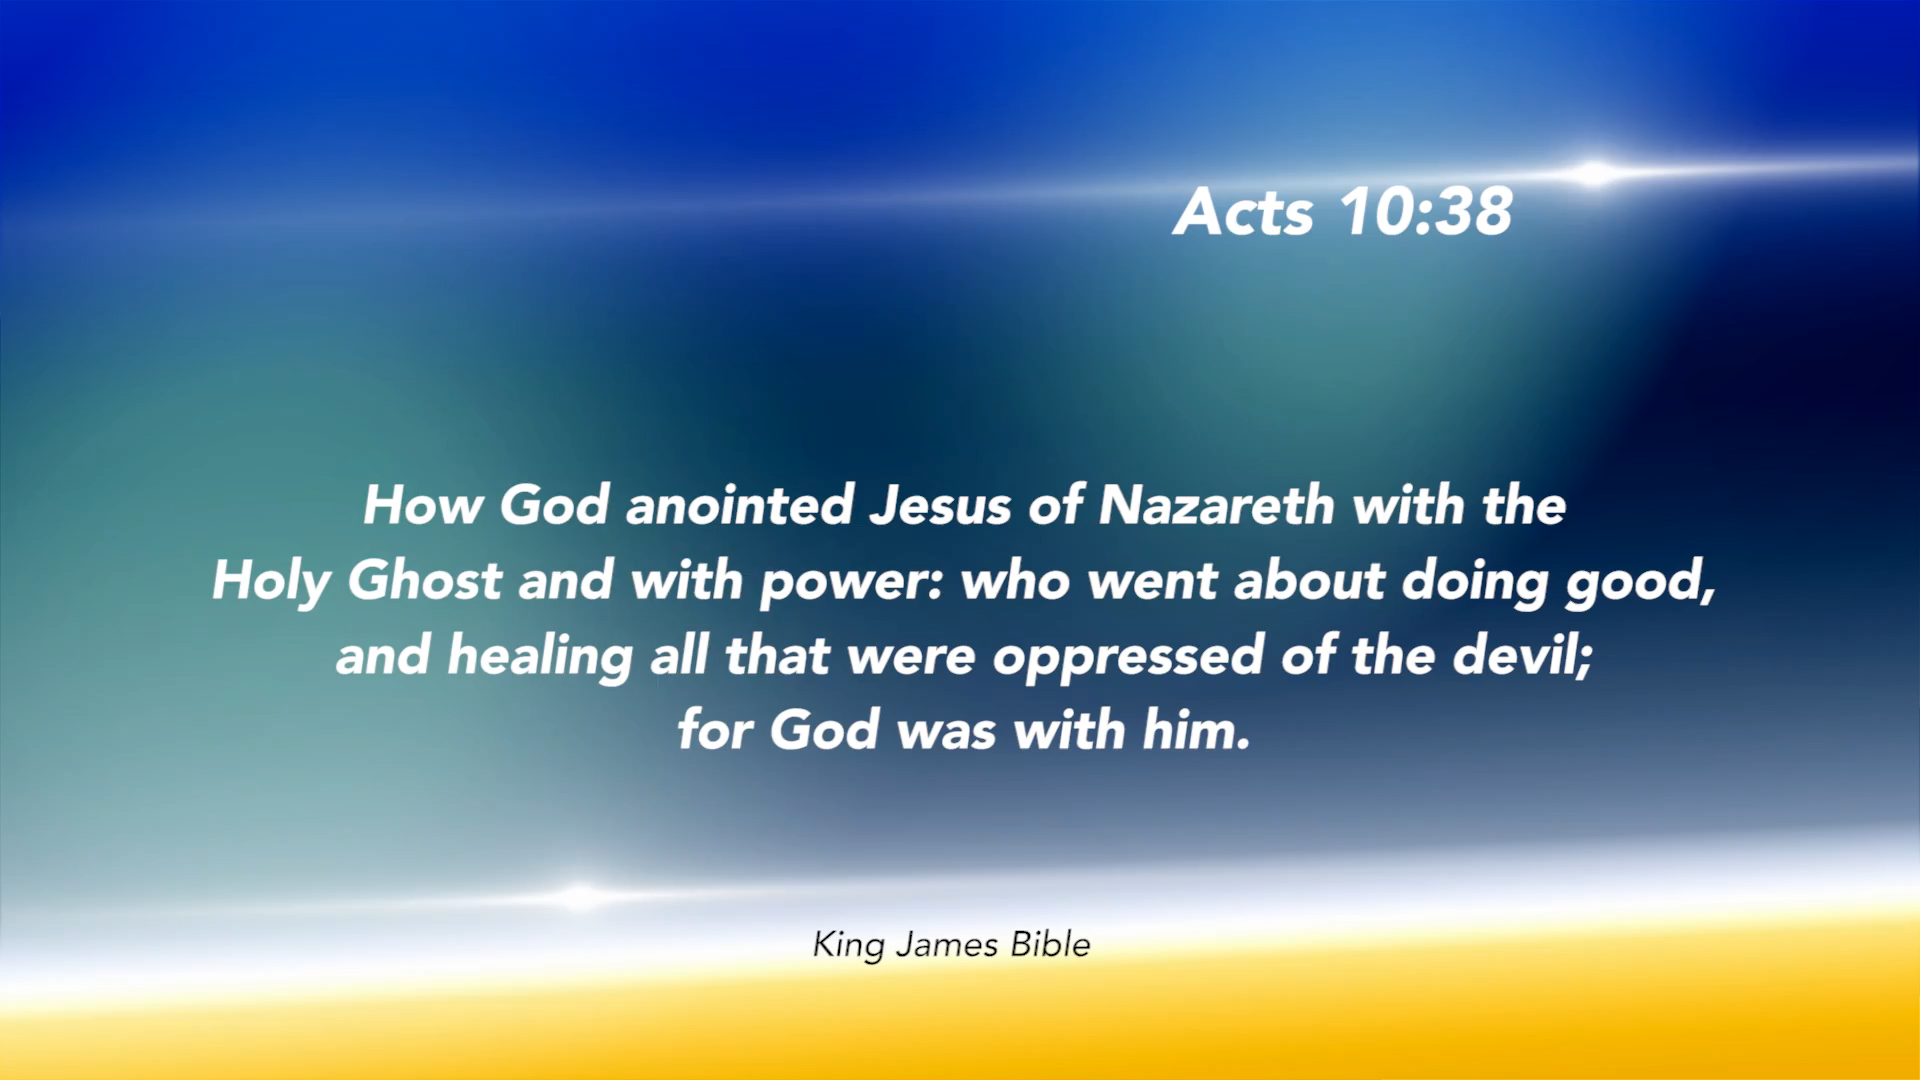 Acts 10:38
How God anointed Jesus of Nazareth with the
Holy Ghost and with power: who went about doing good,
and healing all that were oppressed of the devil;
for God was with him.
King James Bible